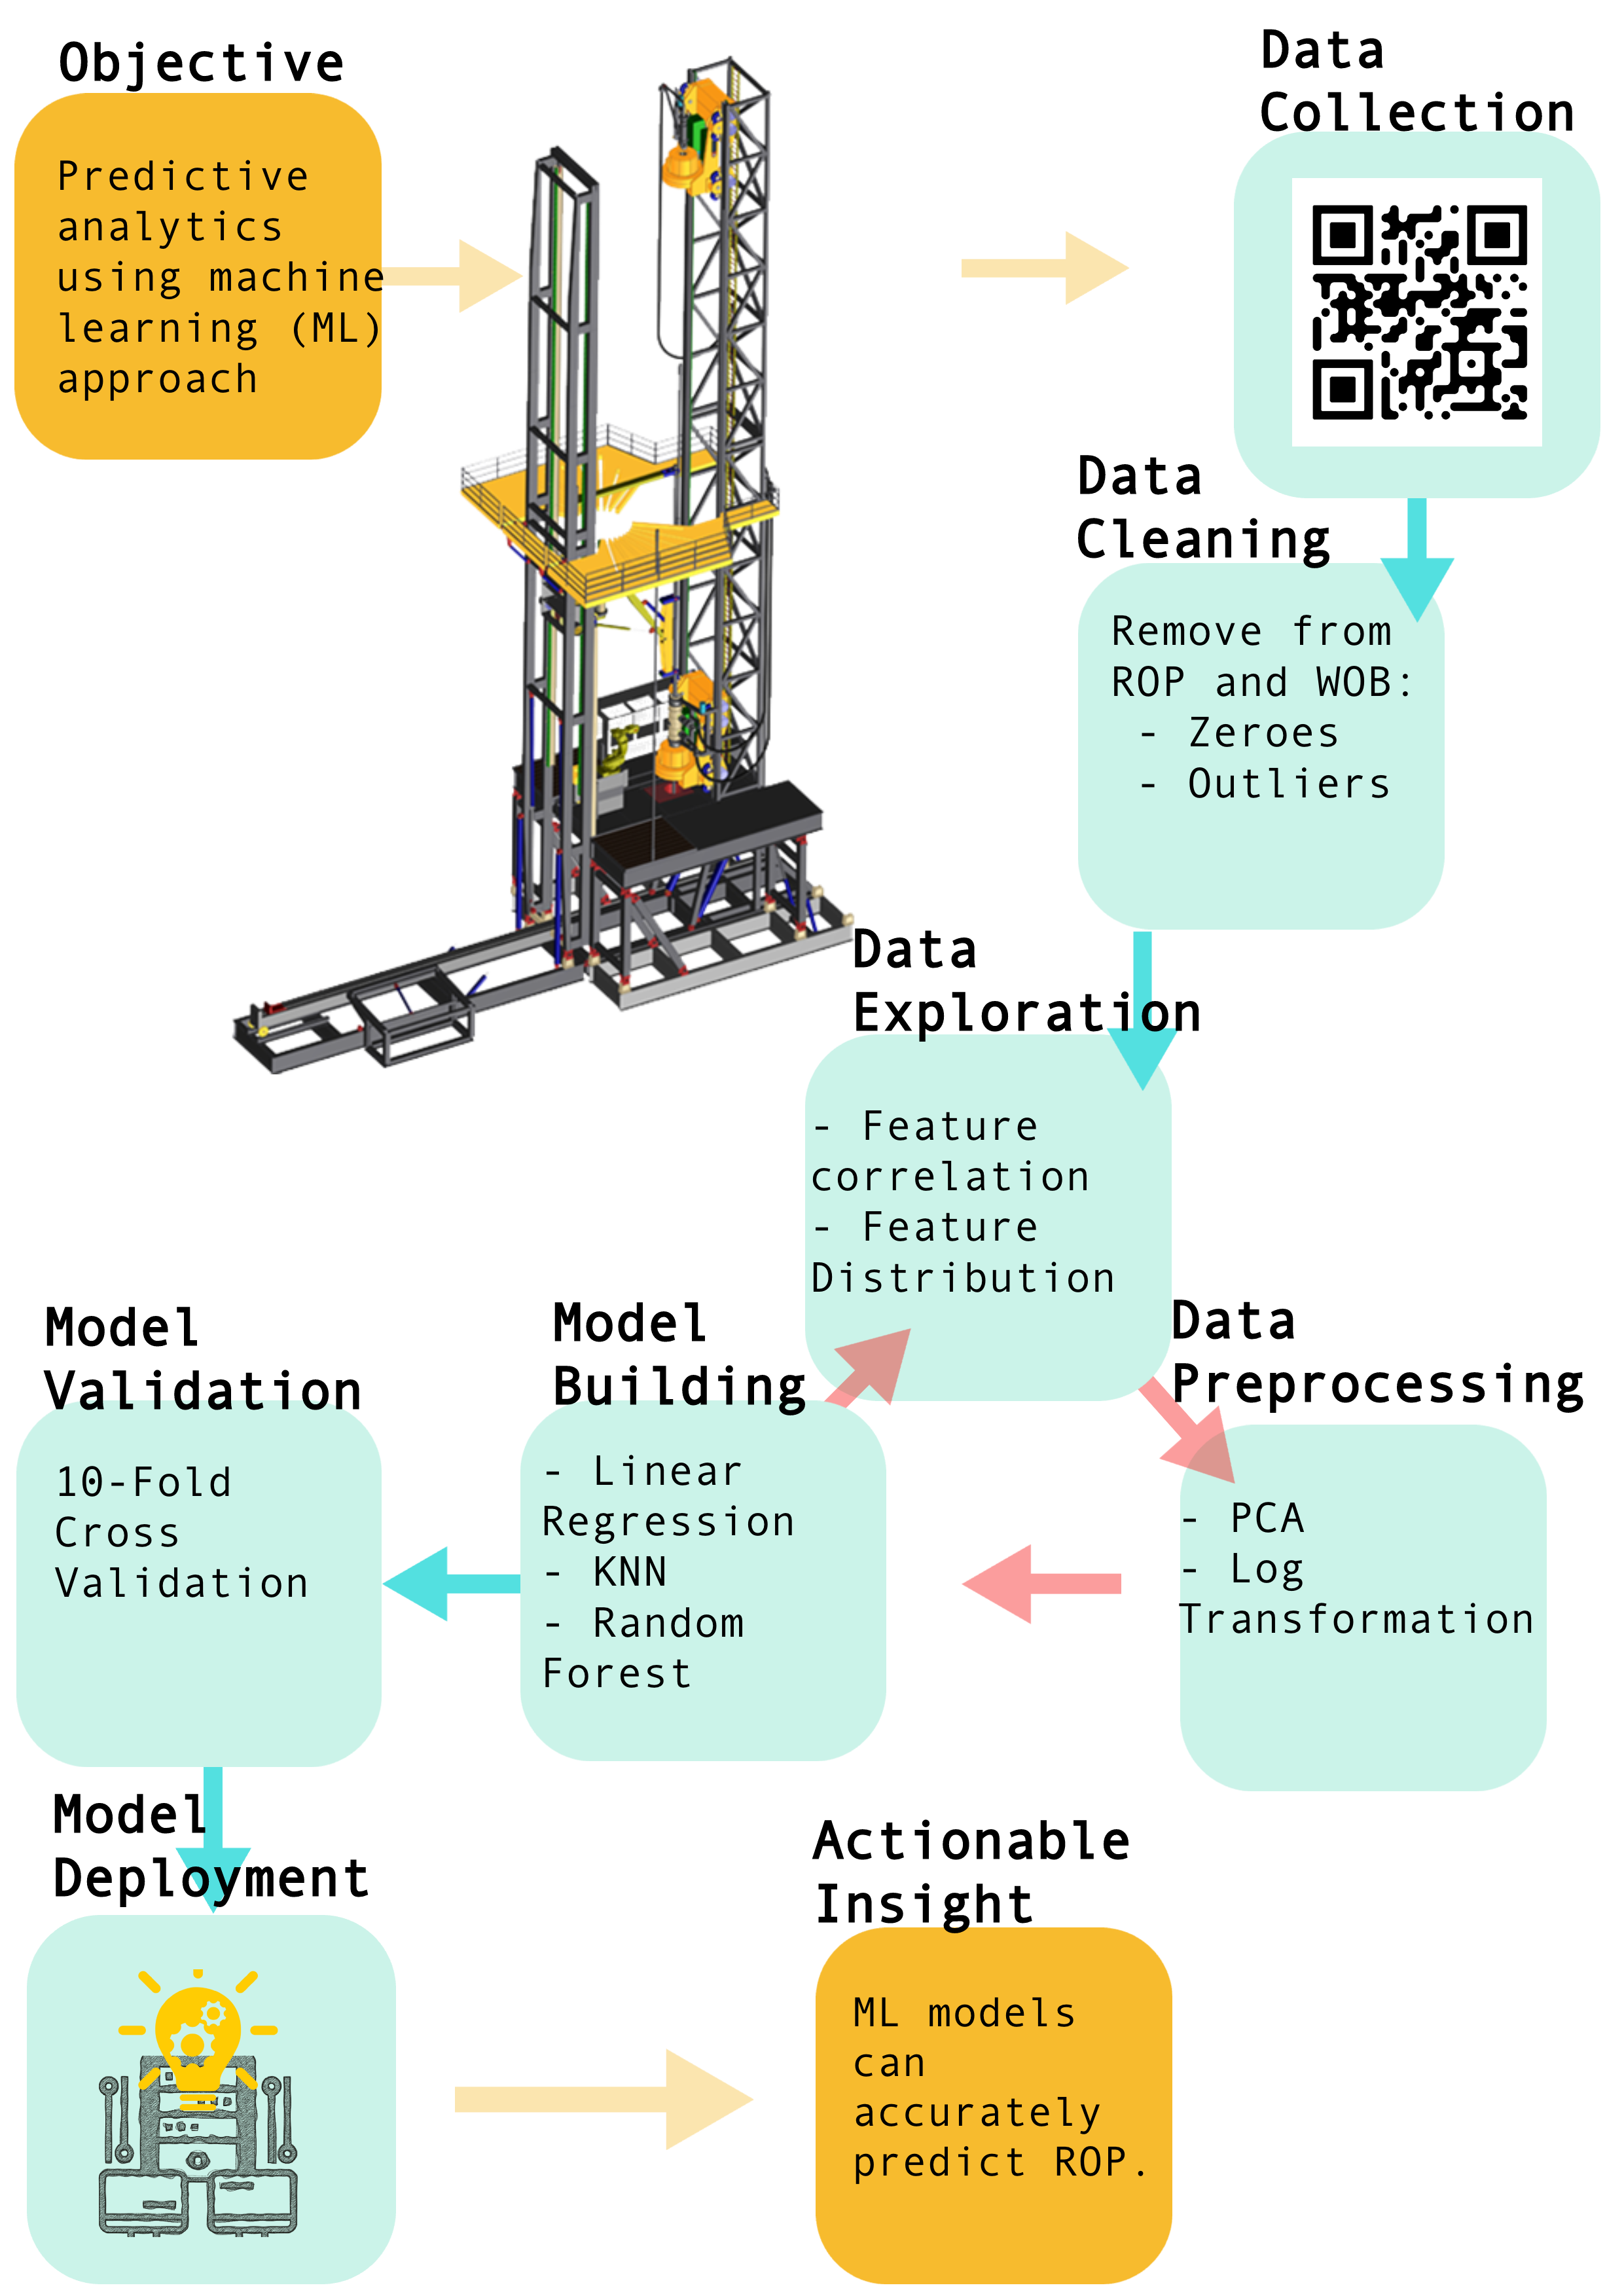 Objective
Predictive
analytics
using machine
learning (ML)
approach
Data
Collection
Data
Cleaning
Remove from
ROP and WOB:
- Zeroes
- Outliers
Data
Exploration
- Feature
correlation
- Feature
Distribution
Data
Preprocessing
- PCA
- Log
Transformation
Model
Building
- Linear
Regression
- KNN
- Random
Forest
Model
Validation
10-Fold
Cross
Validation
Model
Deployment
Actionable
Insight
ML models
can
accurately
predict ROP.